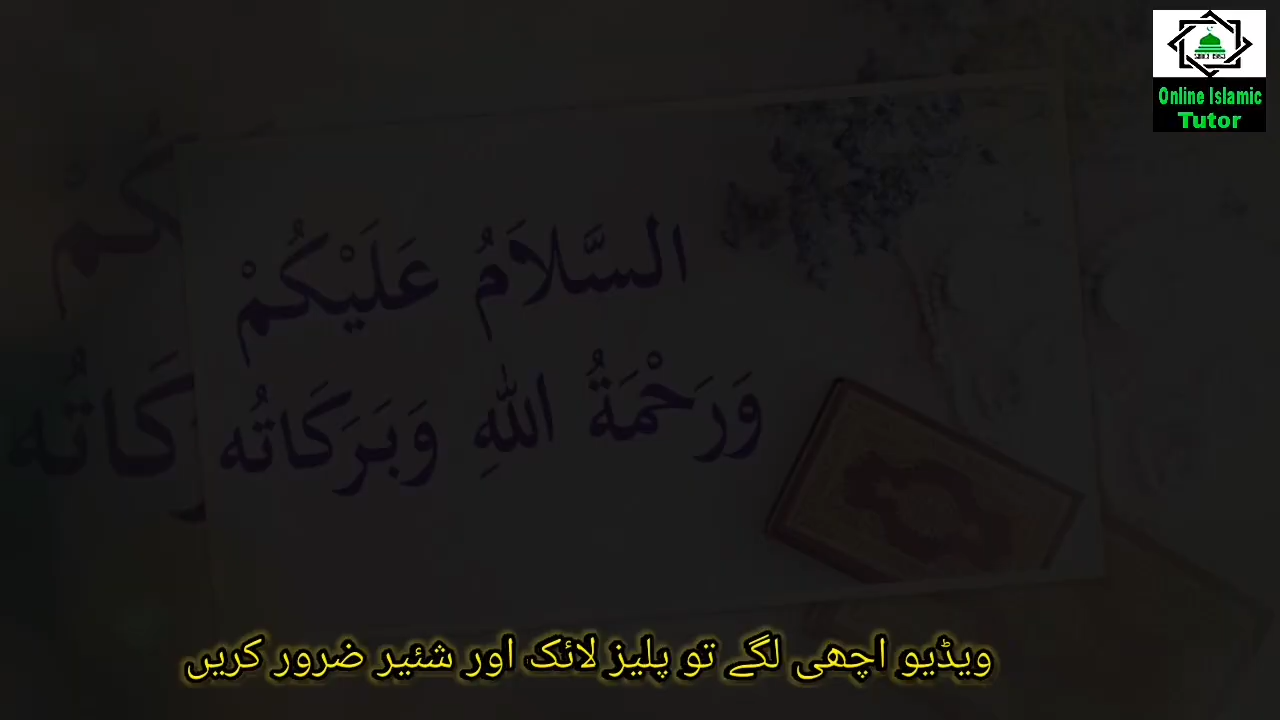 Online Islamic
Tutor
السَّلَامُ عَلَيْكُمْ
وَرَحْمَةُ اللهِ وَبَرَكَاتُه
ویڈیو اچھی لگے تو پلیز لائک اور شئیر ضرور کریں